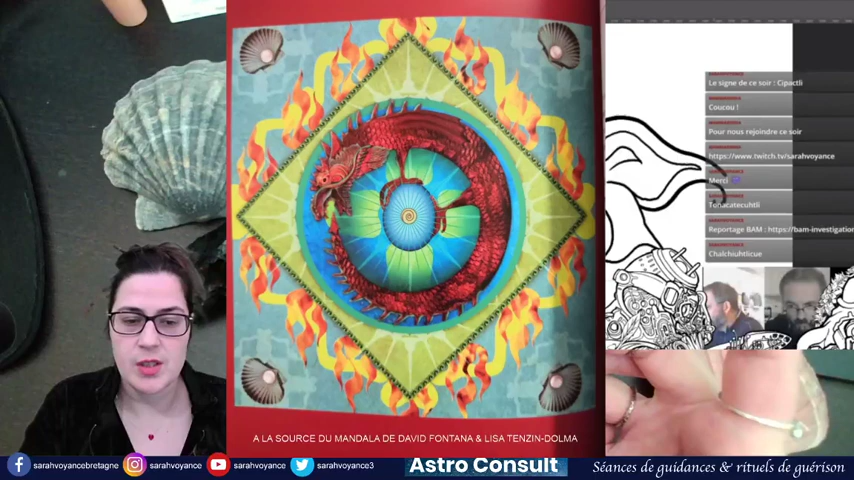 Le signe de ce soir : Cipactli
Coucou !
Pour nous rejoindre ce soir
https://www.twitch.tv/sarahvoyance
Merci
Tonacatecuhtli
Reportage BAM : https://bam-investigation
Chalchiuhtlicue
A LA SOURCE DU MANDALA DE DAVID FONTANA & LISA TENZIN-DOLMA
sarahvoyancebretagne
sarahvoyance
sarahvoyance
sarahvoyance3
Astro Consult
Séances de guidances & rituels de guérison